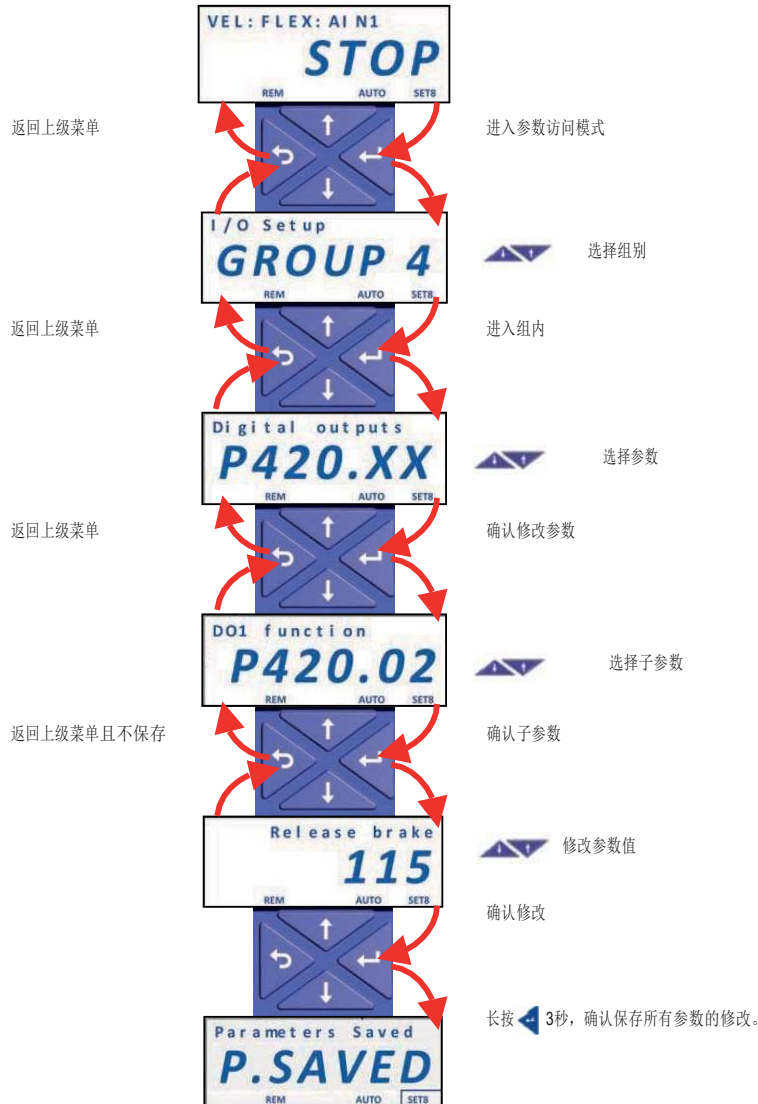 VEL: FLEX: AI N1
STOP
REM AUTO SET8
返回上级菜单
进入参数访问模式
I/O Setup
GROUP 4
REM AUTO SET8
选择组别
返回上级菜单
进入组内
Digital outputs
P420.XX
REM AUTO SET8
选择参数
返回上级菜单
确认修改参数
DO1 function
P420.02
REM AUTO SET8
选择子参数
返回上级菜单且不保存
确认子参数
Release brake
115
REM AUTO SET8
修改参数值
确认修改
长按 3秒，确认保存所有参数的修改。
Parameters Saved
P.SAVED
REM AUTO SET8